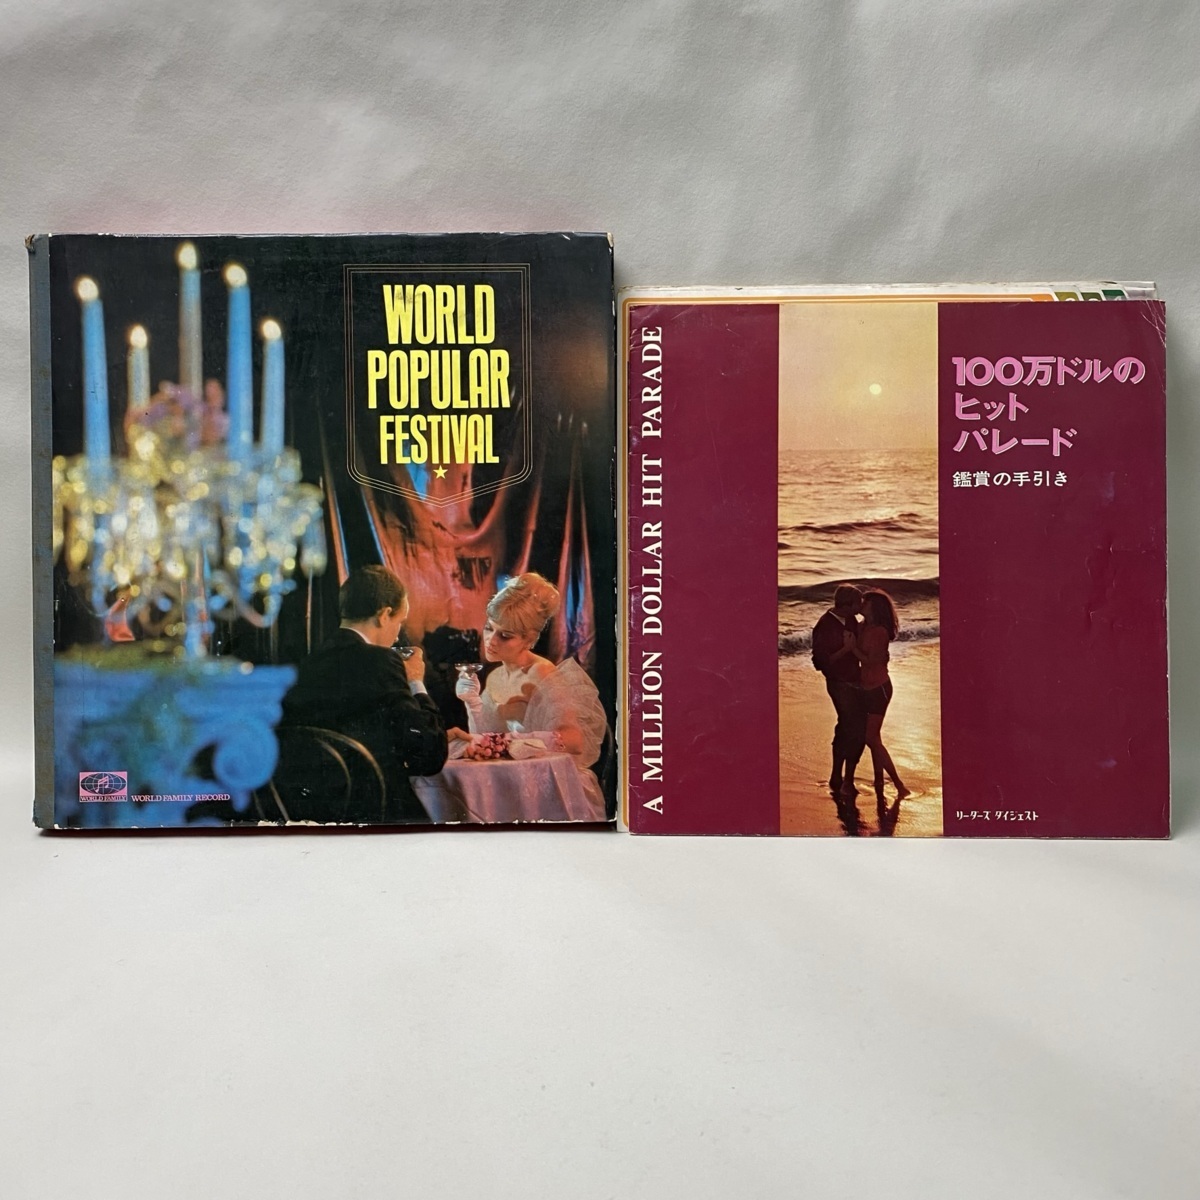 WORLD
POPULAR
FESTIVAL
WORLD FAMILY
WORLD FAMILY RECORD
A MILLION DOLLAR HIT PARADE
100万ドルの
ヒット
パレード
鑑賞の手引き
リーダーズ ダイジェスト